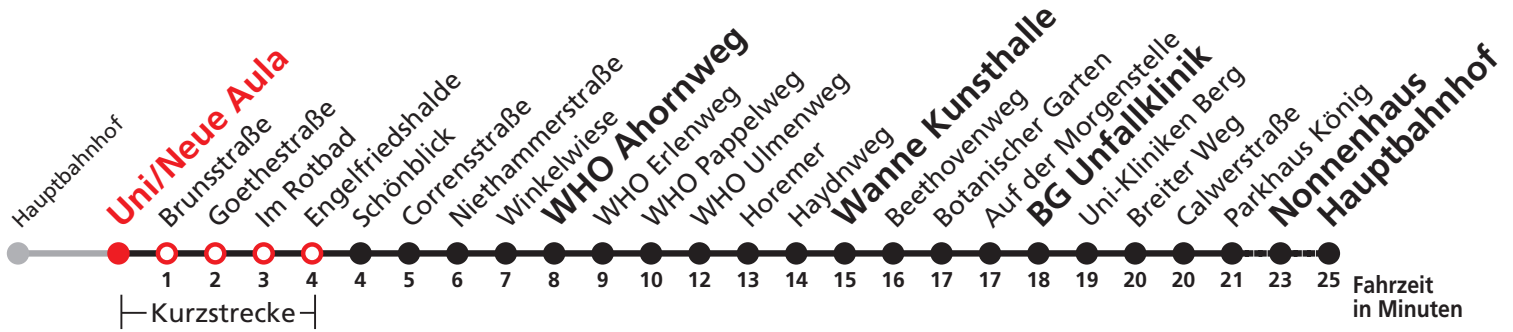 Hauptbahnhof
Uni/Neue Aula
Brunsstraße
Goethestraße
Im Rotbad
Engelfriedshalde
Schönblick
Corrensstraße
Niethammerstraße
Winkelwiese
WHO Ahornweg
WHO Erlenweg
WHO Pappelweg
WHO Ulmenweg
Horemer
Haydnweg
Wanne Kunsthalle
Beethovenweg
Botanischer Garten
Auf der Morgenstelle
BG Unfallklinik
Uni-Kliniken Berg
Breiter Weg
Calwerstraße
Parkhaus König
Nonnenhaus
Hauptbahnhof
1 2 3 4 4 5 6 7 8 9 10 12 13 14 15 16 17 17 18 19 20 20 21 23 25
Fahrzeit
in Minuten
Kurzstrecke